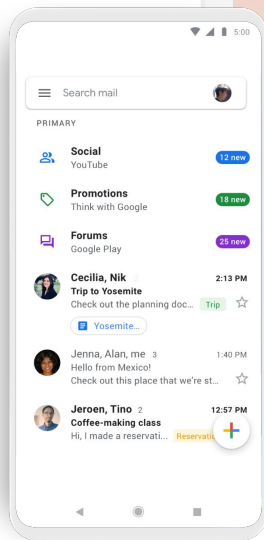 5:00
Search mail
PRIMARY
Social
YouTube
12 new
Promotions
Think with Google
18 new
Forums
Google Play
25 new
Cecilia, Nik 2:13 PM
Trip to Yosemite
Check out the planning doc... Trip
Yosemite...
Jenna, Alan, me 3 1:40 PM
Hello from Mexico!
Check out this place that we're st...
Jeroen, Tino 2 12:57 PM
Coffee-making class
Hi, I made a reservati... Reservatio